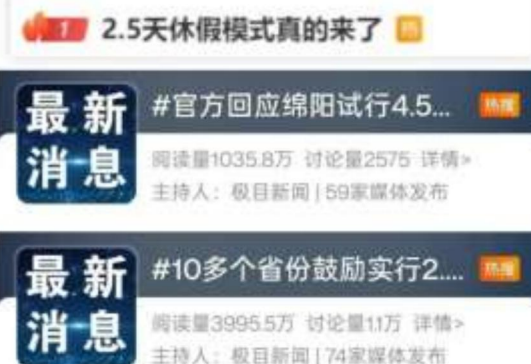 1 2.5天休假模式真的来了 热
最新消息
#官方回应绵阳试行4.5... 热搜
阅读量1035.8万 讨论量2575 详情>
主持人：极目新闻 | 59家媒体发布
最新消息
#10多个省份鼓励实行2.... 热搜
阅读量3995.5万 讨论量1.1万 详情>
主持人：极目新闻 | 74家媒体发布